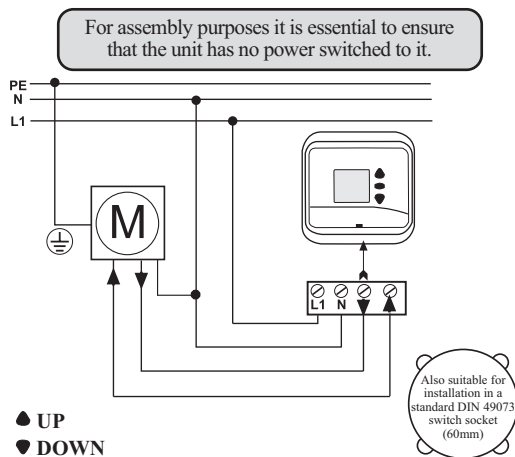 For assembly purposes it is essential to ensure
that the unit has no power switched to it.
PE
N
L1
M
L1 N
Also suitable for
installation in a
standard DIN 49073
switch socket
(60mm)
UP
DOWN